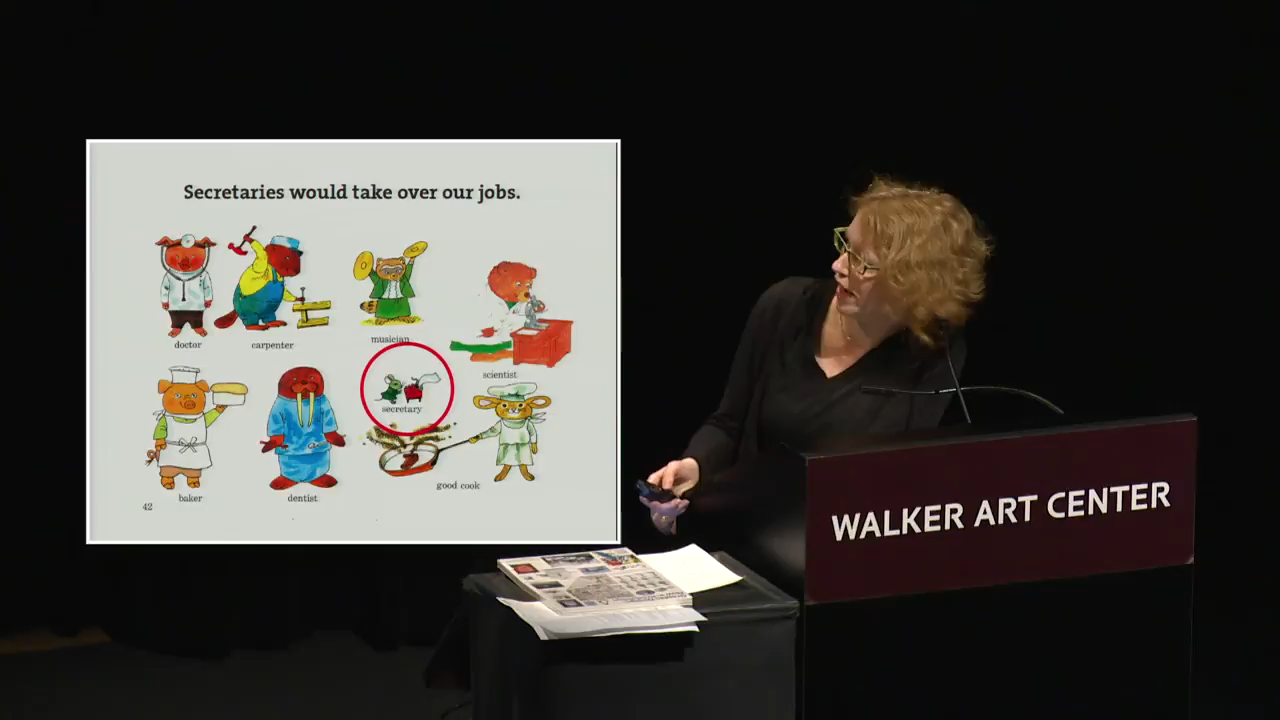 Secretaries would take over our jobs.
doctor
carpenter
musician
scientist
secretary
baker
dentist
good cook
42
WALKER ART CENTER